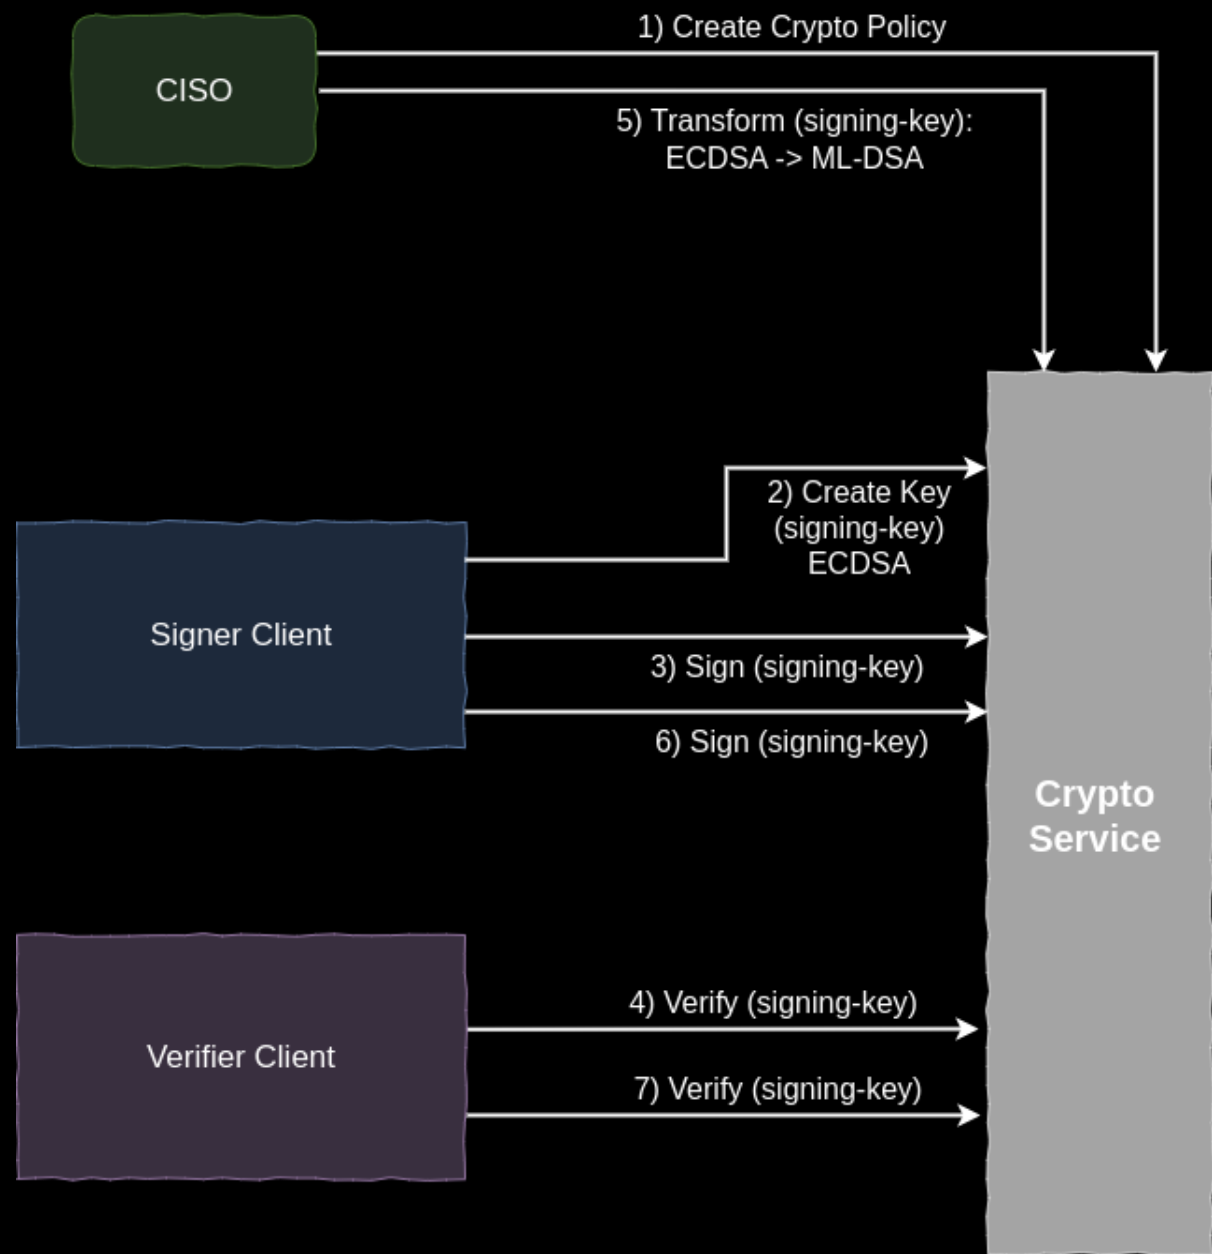 1) Create Crypto Policy
CISO
5) Transform (signing-key):
ECDSA -> ML-DSA
2) Create Key
(signing-key)
ECDSA
Signer Client
3) Sign (signing-key)
6) Sign (signing-key)
Crypto
Service
4) Verify (signing-key)
Verifier Client
7) Verify (signing-key)